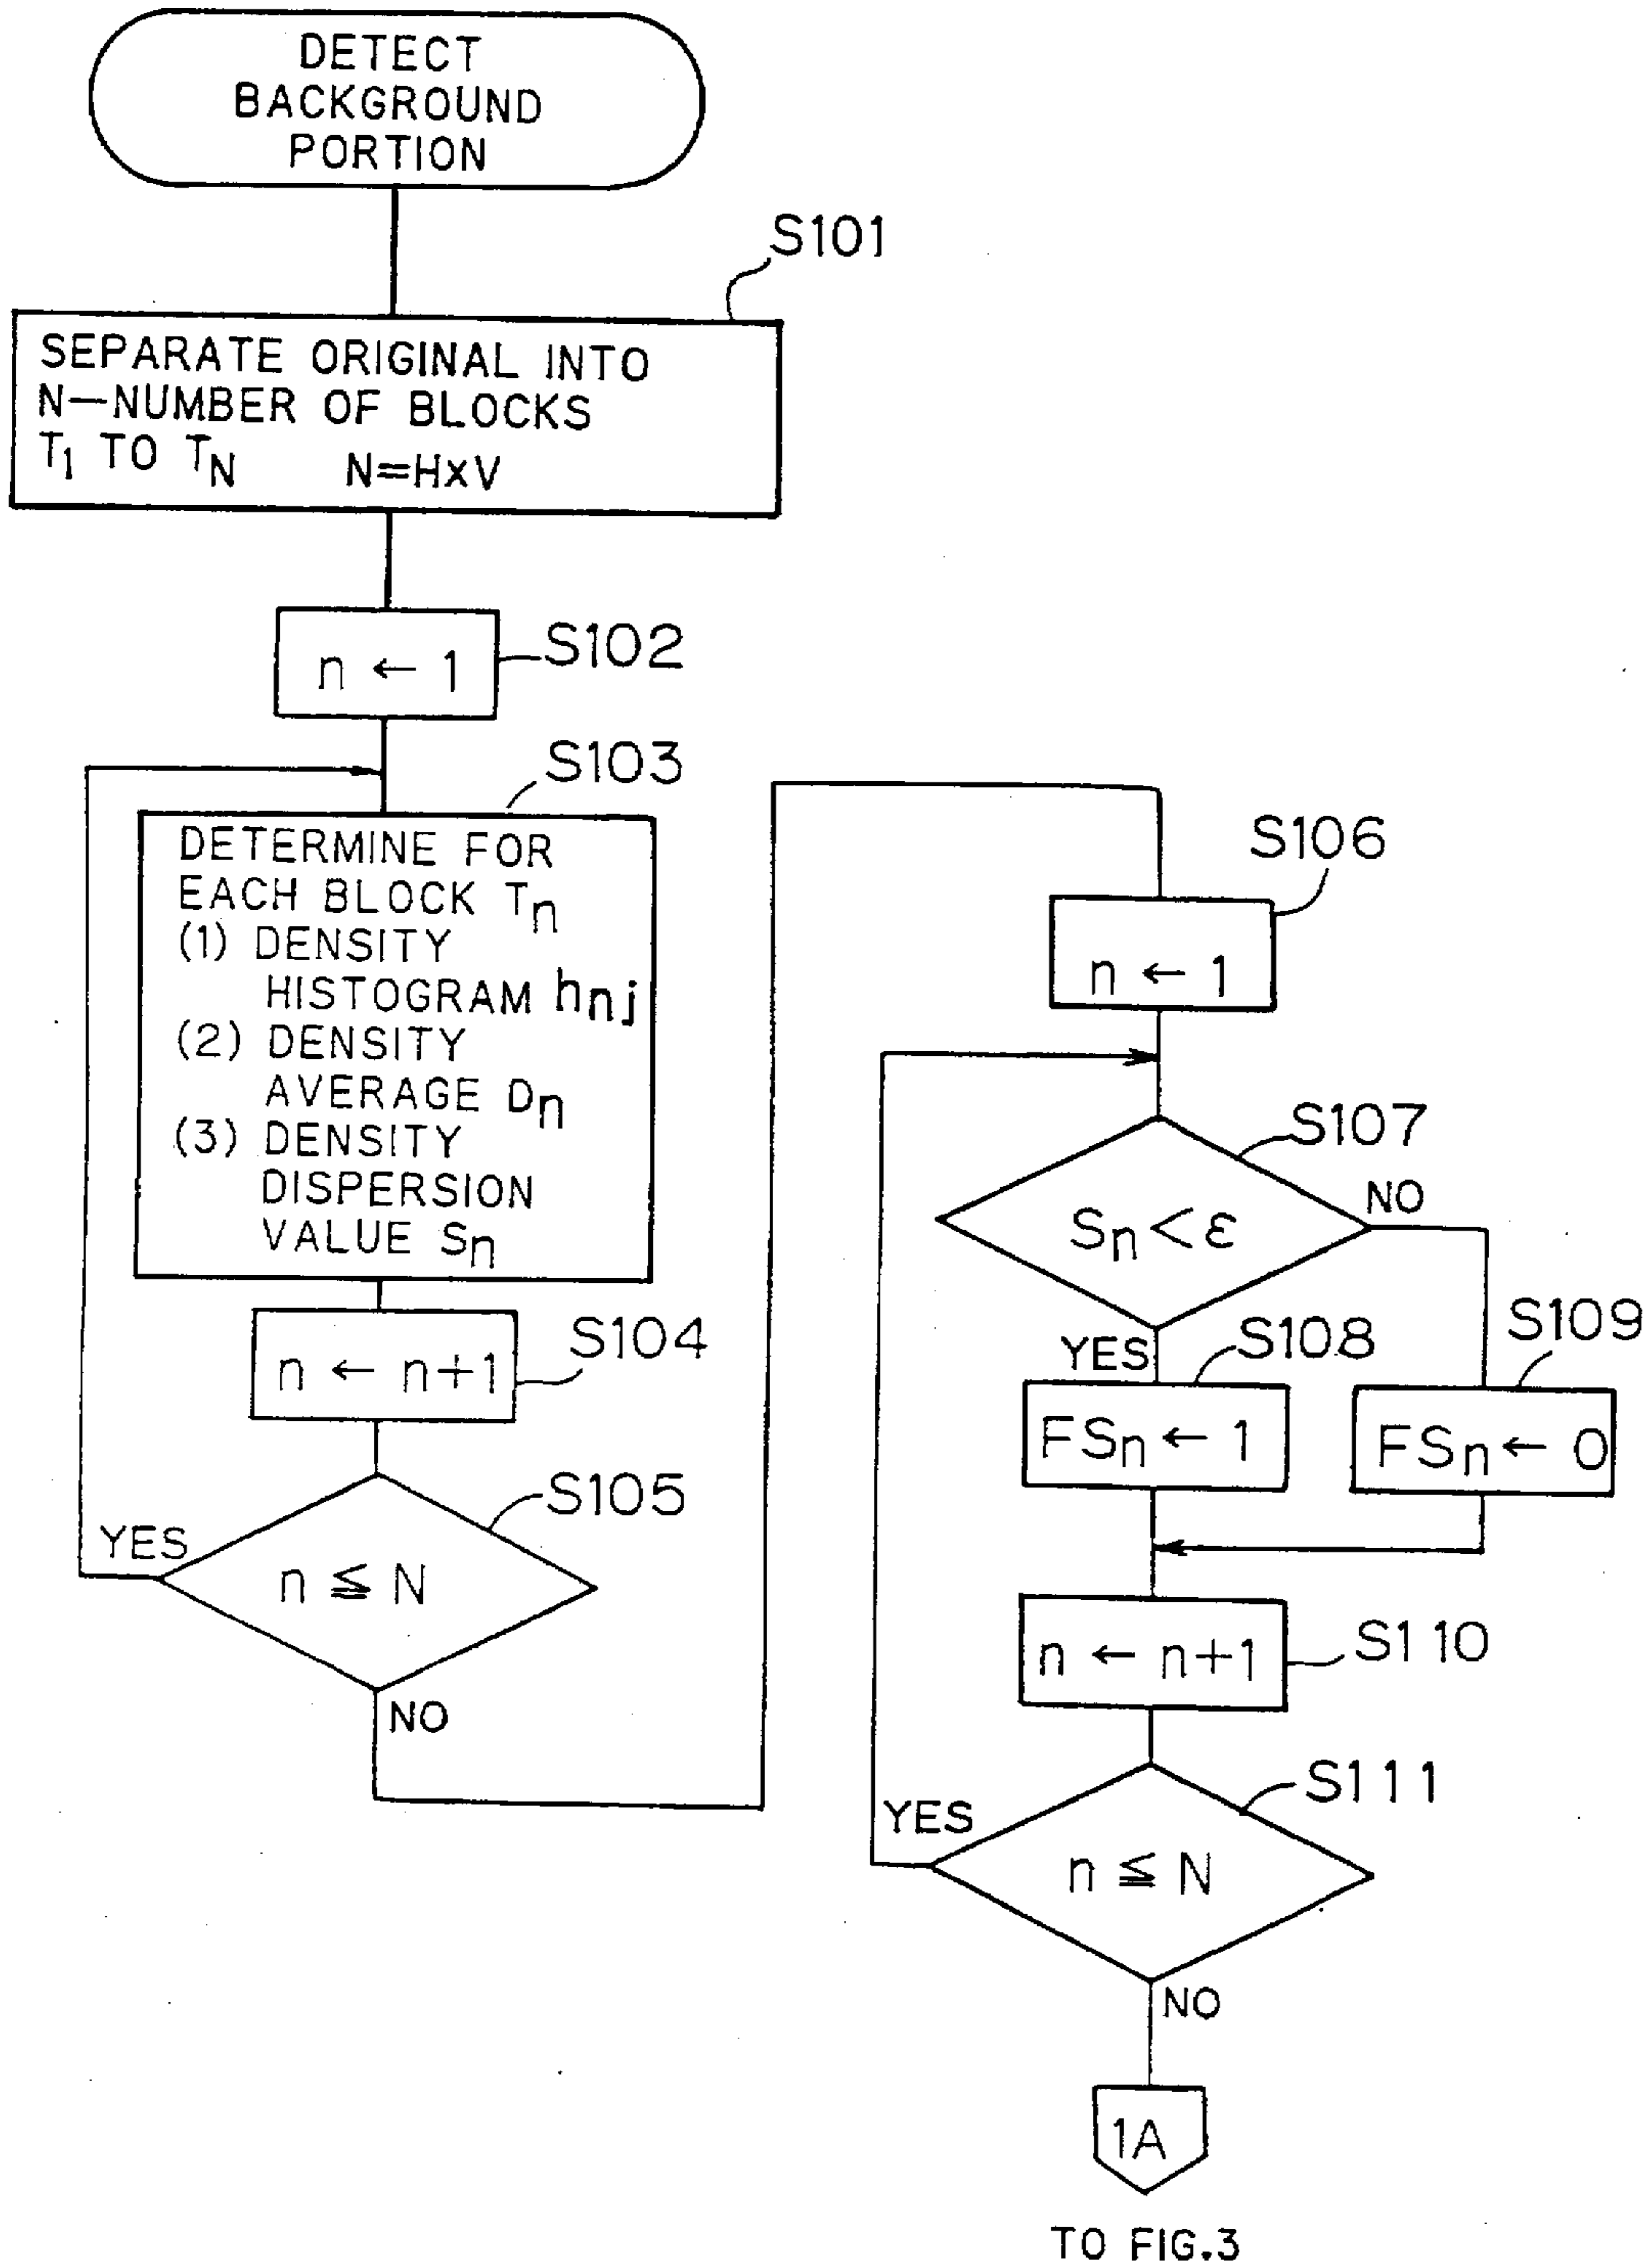 DETECT
BACKGROUND
PORTION
S101
SEPARATE ORIGINAL INTO
N-NUMBER OF BLOCKS
T1 TO TN N=H×V
S102
n ← 1
S103
DETERMINE FOR
EACH BLOCK Tn
(1) DENSITY
HISTOGRAM hnj
(2) DENSITY
AVERAGE Dn
(3) DENSITY
DISPERSION
VALUE Sn
S104
n ← n+1
S105
YES
n ≦ N
NO
S106
n ← 1
S107
NO
Sn < ε
YES
S108
S109
FSn ← 1
FSn ← 0
S110
n ← n+1
S111
YES
n ≦ N
NO
1A
TO FIG.3